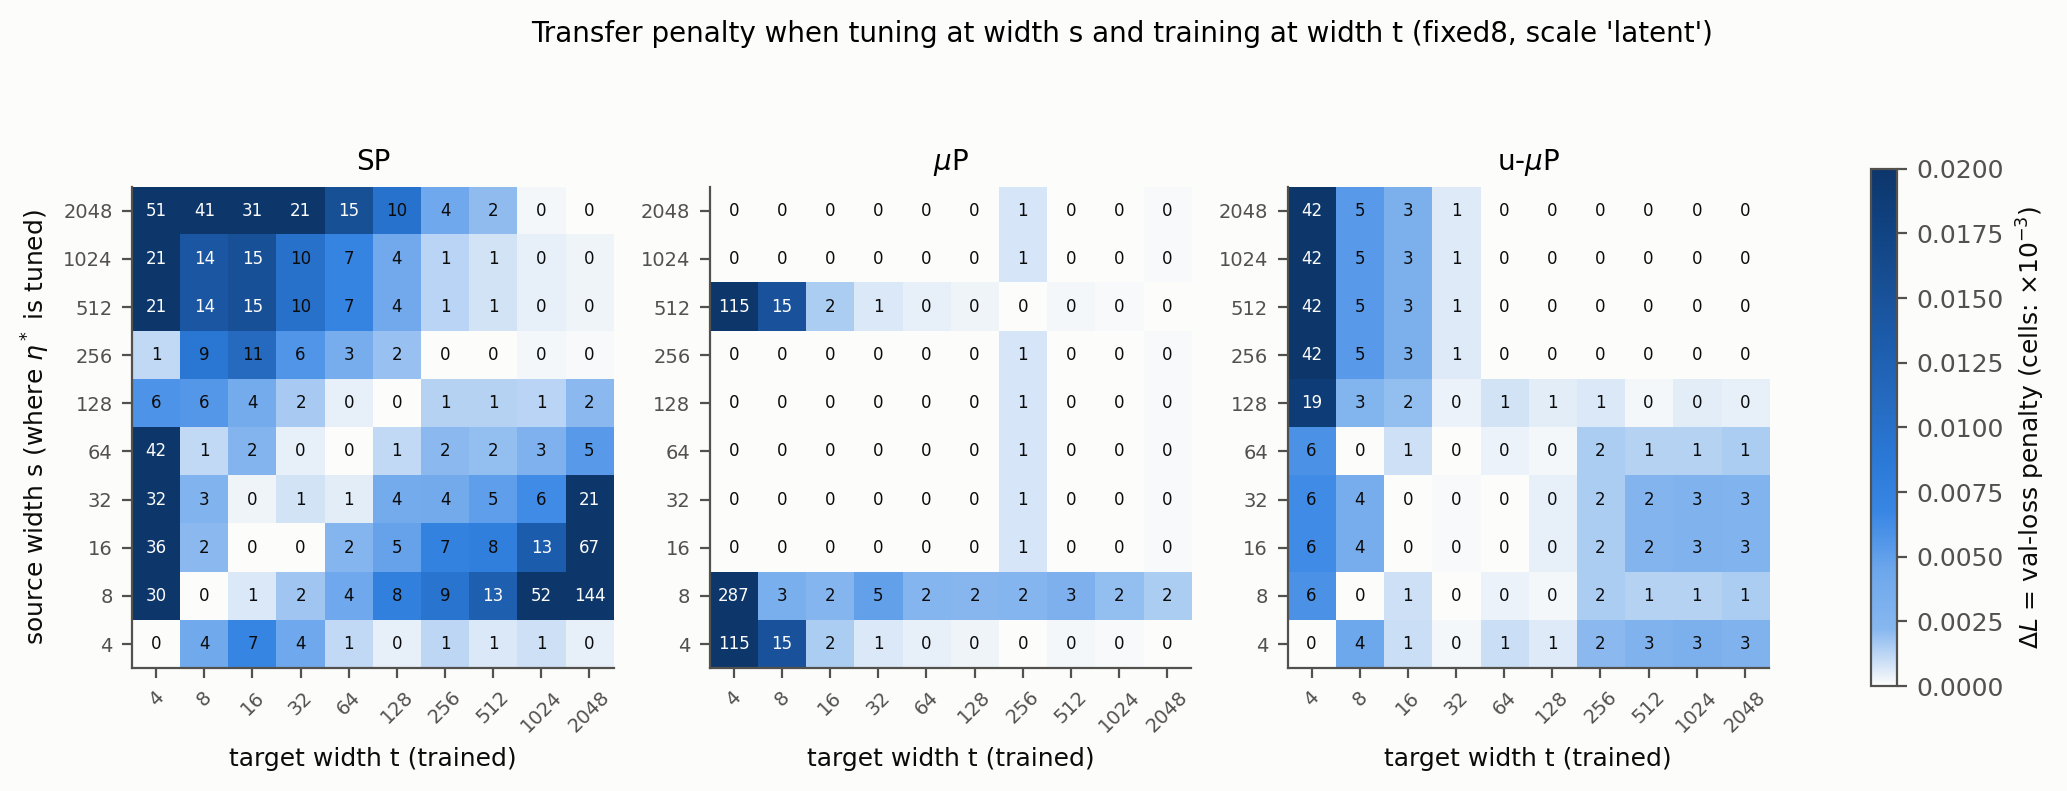 Transfer penalty when tuning at width s and training at width t (fixed8, scale 'latent')
SP
source width s (where η* is tuned)
2048 51 41 31 21 15 10 4 2 0 0
1024 21 14 15 10 7 4 1 1 0 0
512 21 14 15 10 7 4 1 1 0 0
256 1 9 11 6 3 2 0 0 0 0
128 6 6 4 2 0 0 1 1 1 2
64 42 1 2 0 0 1 2 2 3 5
32 32 3 0 1 1 4 4 5 6 21
16 36 2 0 0 2 5 7 8 13 67
8 30 0 1 2 4 8 9 13 52 144
4 0 4 7 4 1 0 1 1 1 0
4 8 16 32 64 128 256 512 1024 2048
target width t (trained)
μP
2048 0 0 0 0 0 0 1 0 0 0
1024 0 0 0 0 0 0 1 0 0 0
512 115 15 2 1 0 0 0 0 0 0
256 0 0 0 0 0 0 1 0 0 0
128 0 0 0 0 0 0 1 0 0 0
64 0 0 0 0 0 0 1 0 0 0
32 0 0 0 0 0 0 1 0 0 0
16 0 0 0 0 0 0 1 0 0 0
8 287 3 2 5 2 2 2 3 2 2
4 115 15 2 1 0 0 0 0 0 0
4 8 16 32 64 128 256 512 1024 2048
target width t (trained)
u-μP
2048 42 5 3 1 0 0 0 0 0 0
1024 42 5 3 1 0 0 0 0 0 0
512 42 5 3 1 0 0 0 0 0 0
256 42 5 3 1 0 0 0 0 0 0
128 19 3 2 0 1 1 1 0 0 0
64 6 0 1 0 0 0 2 1 1 1
32 6 4 0 0 0 0 2 2 3 3
16 6 4 0 0 0 0 2 2 3 3
8 6 0 1 0 0 0 2 1 1 1
4 0 4 1 0 1 1 2 3 3 3
4 8 16 32 64 128 256 512 1024 2048
target width t (trained)
0.0200
0.0175
0.0150
0.0125
0.0100
0.0075
0.0050
0.0025
0.0000
ΔL = val-loss penalty (cells: ×10⁻³)